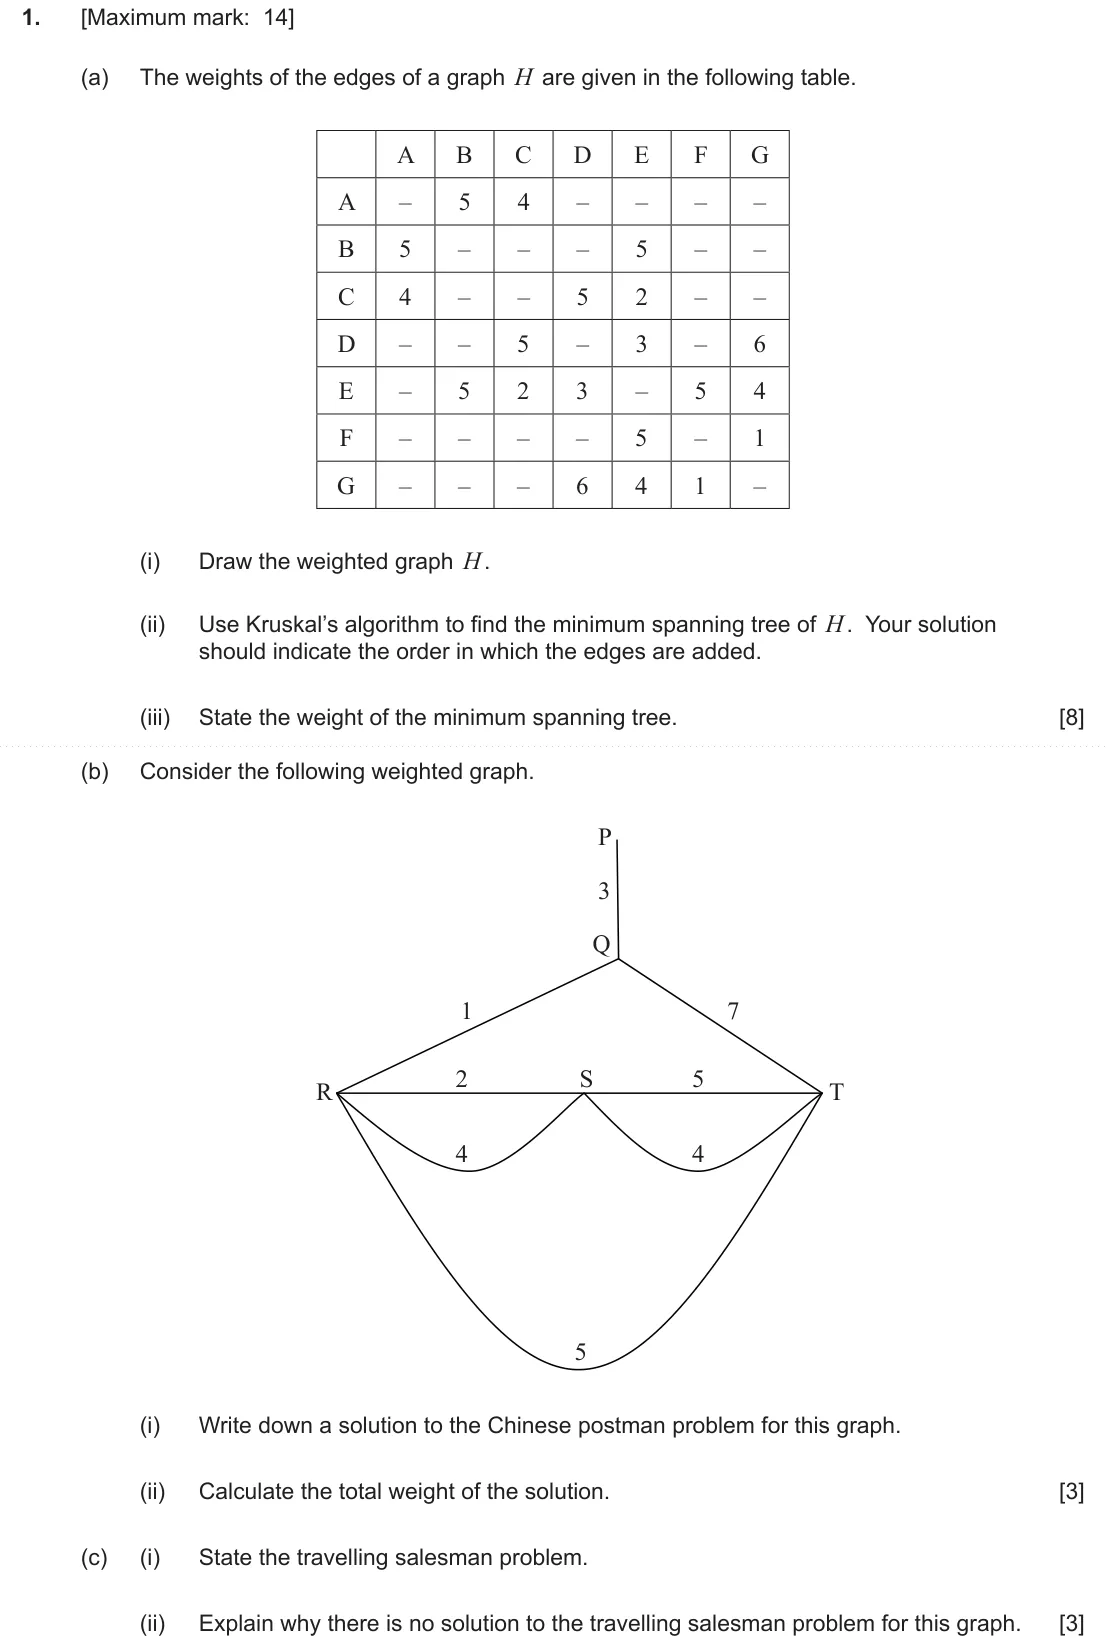 1. [Maximum mark: 14]
(a) The weights of the edges of a graph H are given in the following table.
A B C D E F G
A – 5 4 – – – –
B 5 – – – 5 – –
C 4 – – 5 2 – –
D – – 5 – 3 – 6
E – 5 2 3 – 5 4
F – – – – 5 – 1
G – – – 6 4 1 –
(i) Draw the weighted graph H.
(ii) Use Kruskal’s algorithm to find the minimum spanning tree of H. Your solution
should indicate the order in which the edges are added.
(iii) State the weight of the minimum spanning tree. [8]
(b) Consider the following weighted graph.
P
3
Q
1 7
R 2 S 5 T
4 4
5
(i) Write down a solution to the Chinese postman problem for this graph.
(ii) Calculate the total weight of the solution. [3]
(c) (i) State the travelling salesman problem.
(ii) Explain why there is no solution to the travelling salesman problem for this graph. [3]